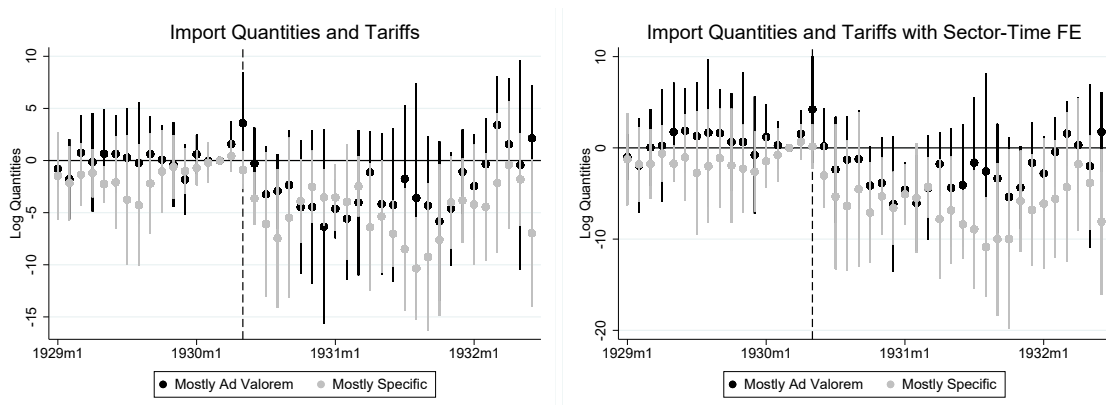 Import Quantities and Tariffs
Log Quantities
10
5
0
-5
-10
-15
1929m1 1930m1 1931m1 1932m1
Mostly Ad Valorem Mostly Specific
Import Quantities and Tariffs with Sector-Time FE
Log Quantities
10
0
-10
-20
1929m1 1930m1 1931m1 1932m1
Mostly Ad Valorem Mostly Specific